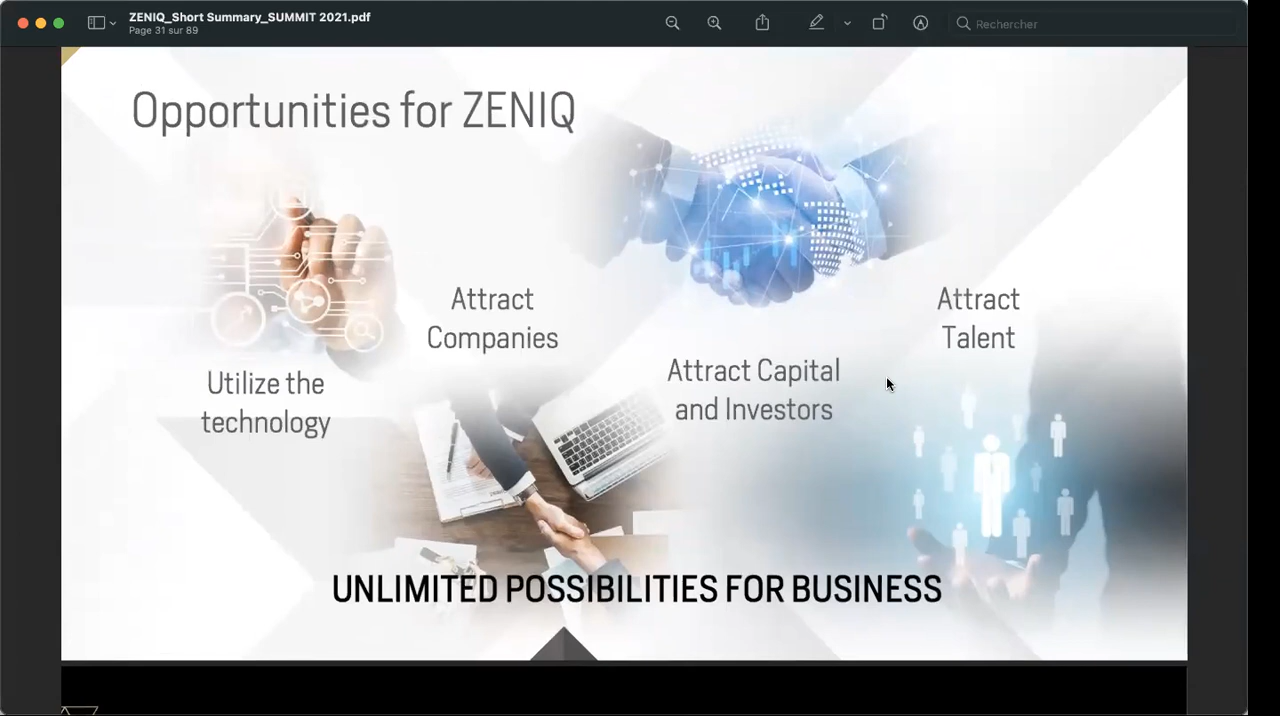 ZENIQ_Short Summary_SUMMIT 2021.pdf
Page 31 sur 89
Rechercher
Opportunities for ZENIQ
Utilize the
technology
Attract
Companies
Attract Capital
and Investors
Attract
Talent
UNLIMITED POSSIBILITIES FOR BUSINESS